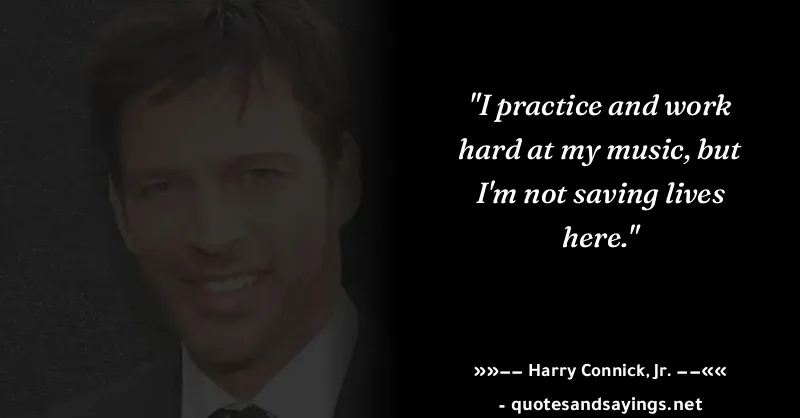 "I practice and work
hard at my music, but
I'm not saving lives
here."
»»–– Harry Connick, Jr. ––««
- quotesandsayings.net